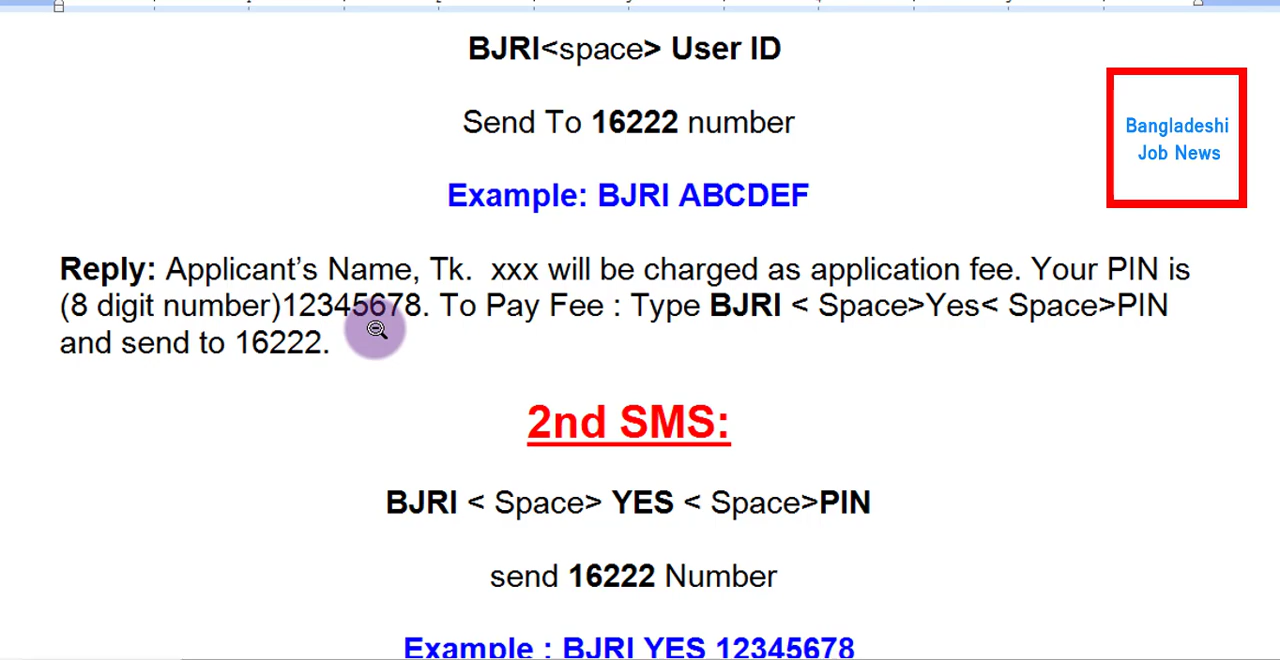 BJRI<space> User ID
Send To 16222 number
Bangladeshi
Job News
Example: BJRI ABCDEF
Reply: Applicant's Name, Tk.  xxx will be charged as application fee. Your PIN is
(8 digit number)12345678. To Pay Fee : Type BJRI < Space>Yes< Space>PIN
and send to 16222.
2nd SMS:
BJRI < Space> YES < Space>PIN
send 16222 Number
Example : BJRI YES 12345678